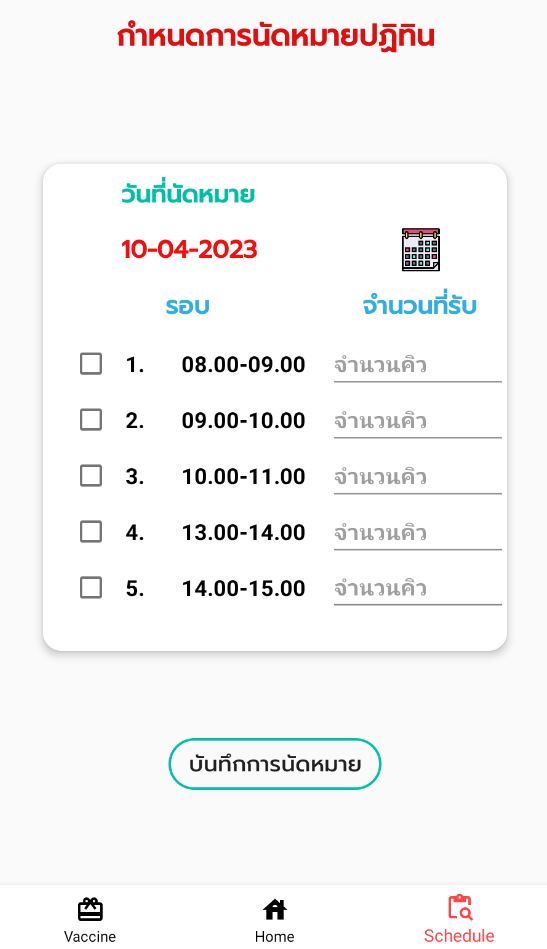 กำหนดการนัดหมายปฏิทิน
วันที่นัดหมาย
10-04-2023
รอบ จำนวนที่รับ
1. 08.00-09.00 จำนวนคิว
2. 09.00-10.00 จำนวนคิว
3. 10.00-11.00 จำนวนคิว
4. 13.00-14.00 จำนวนคิว
5. 14.00-15.00 จำนวนคิว
บันทึกการนัดหมาย
Vaccine Home Schedule